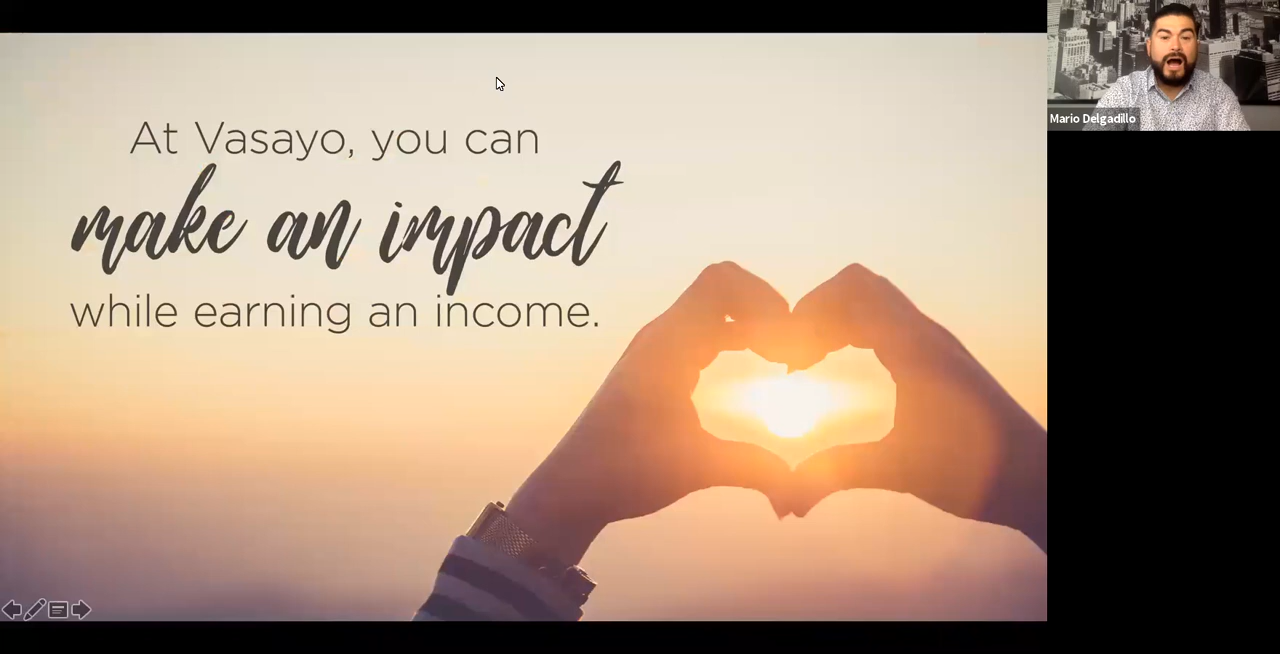 At Vasayo, you can
make an impact
while earning an income.
Mario Delgadillo